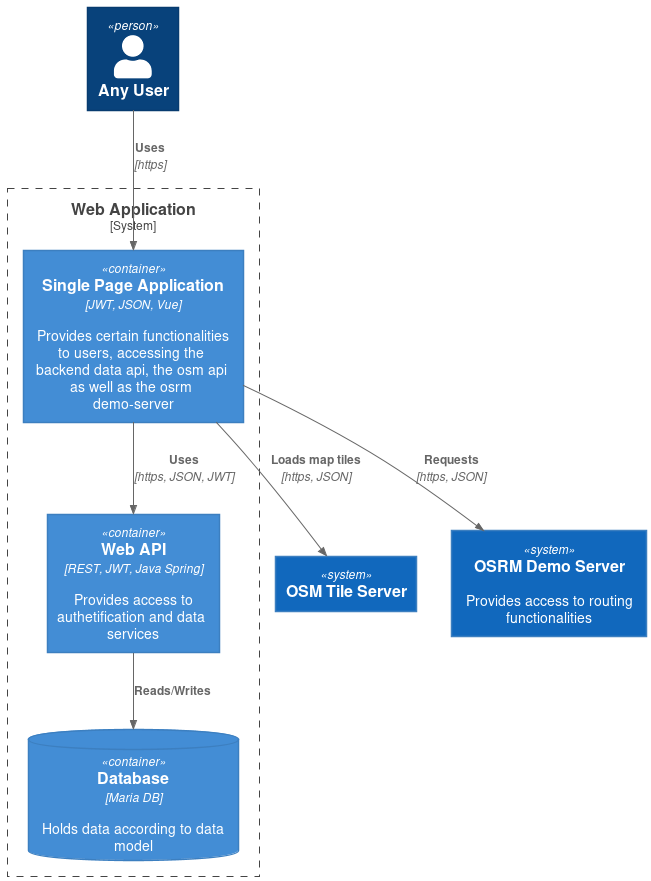 «person»
Any User
Uses
[https]
Web Application
[System]
«container»
Single Page Application
[JWT, JSON, Vue]
Provides certain functionalities
to users, accessing the
backend data api, the osm api
as well as the osrm
demo-server
Uses
[https, JSON, JWT]
Loads map tiles
[https, JSON]
Requests
[https, JSON]
«container»
Web API
[REST, JWT, Java Spring]
Provides access to
authetification and data
services
«system»
OSM Tile Server
«system»
OSRM Demo Server
Provides access to routing
functionalities
Reads/Writes
«container»
Database
[Maria DB]
Holds data according to data
model